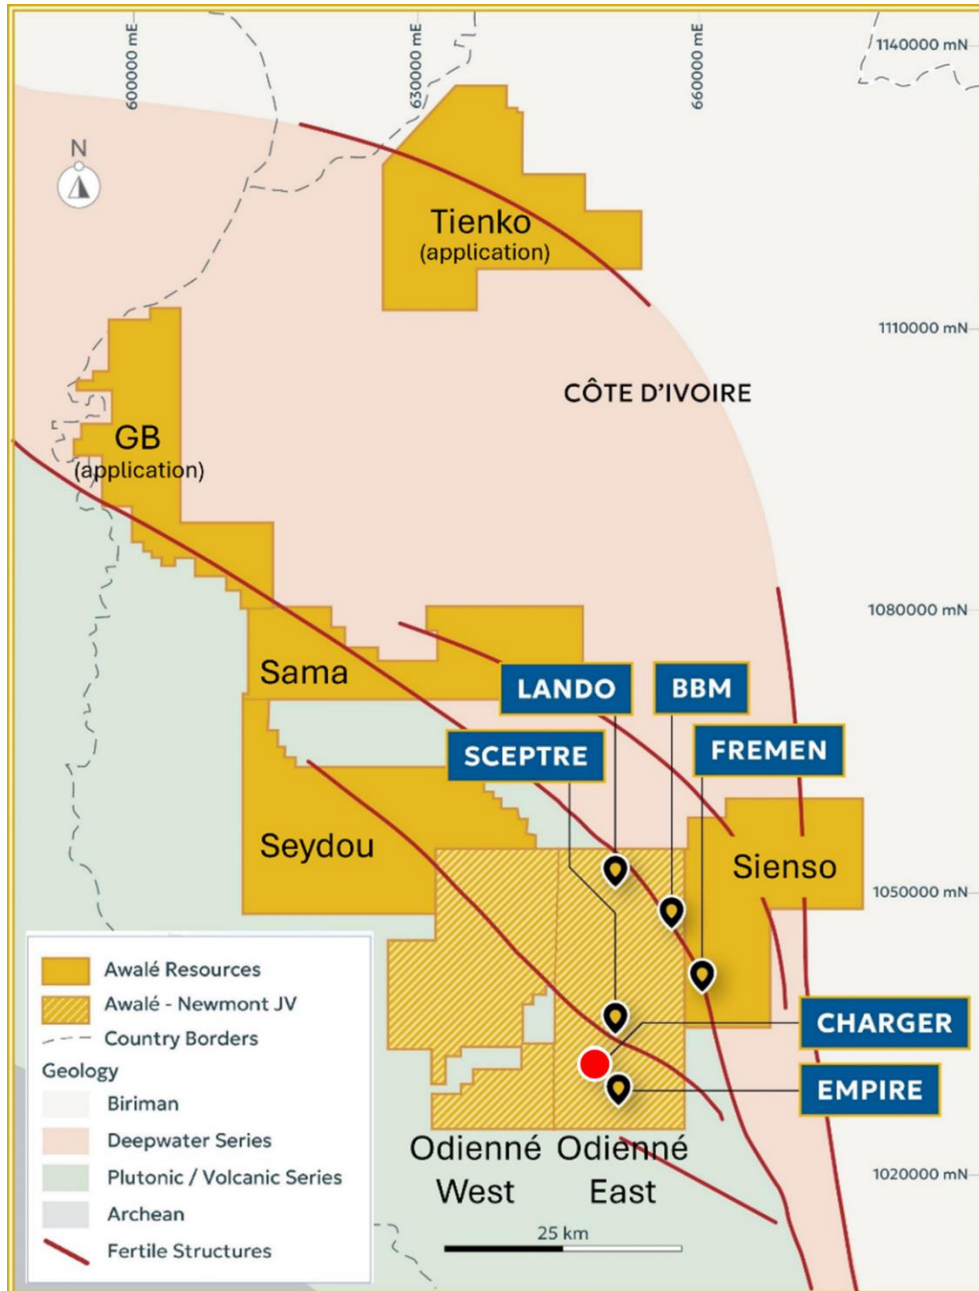 600000 mE
630000 mE
660000 mE
1140000 mN
N
Tienko
(application)
1110000 mN
CÔTE D'IVOIRE
GB
(application)
1080000 mN
Sama
LANDO
BBM
SCEPTRE
FREMEN
Seydou
Sienso
1050000 mN
Awalé Resources
Awalé - Newmont JV
Country Borders
Geology
Biriman
Deepwater Series
Plutonic / Volcanic Series
Archean
Fertile Structures
CHARGER
EMPIRE
Odienné
West
Odienné
East
1020000 mN
25 km